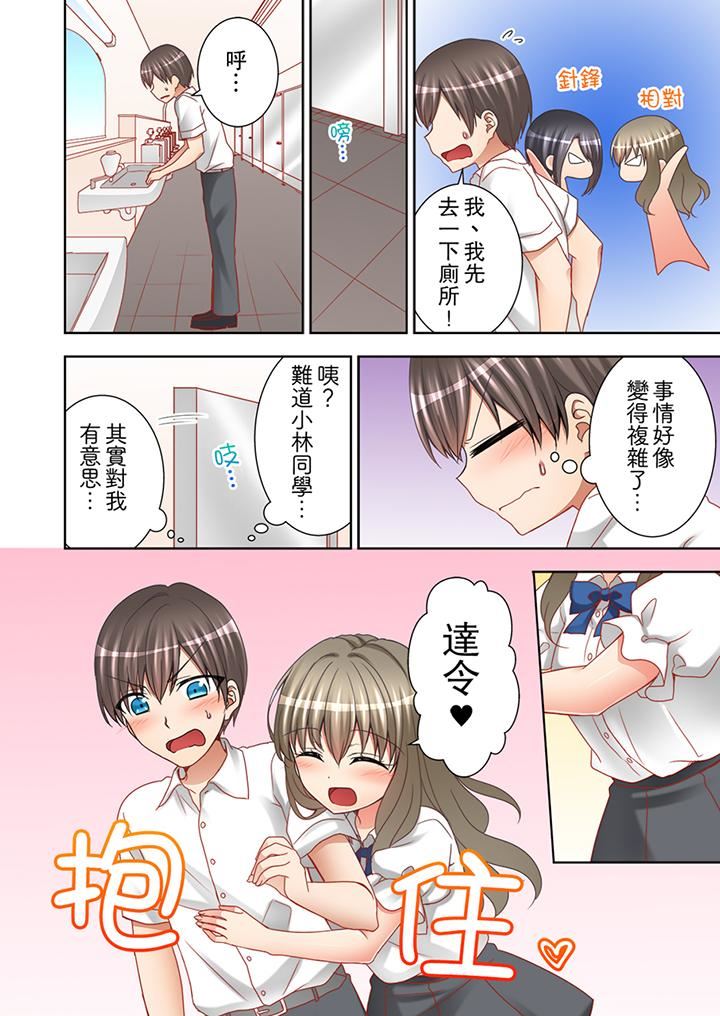 相對
針鋒
我、我先
去一下廁所！
嗙…
呼…
事情好像
變得複雜了…
咦？
難道小林同學…
吱…
其實對我
有意思…
達令♥
抱住♡